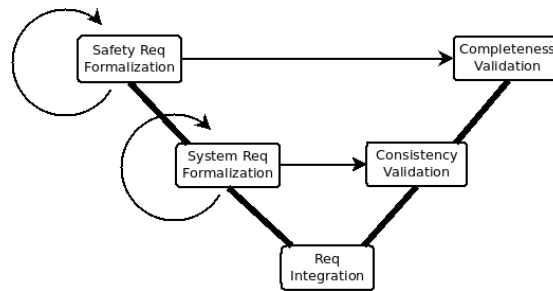 Safety Req
Formalization
Completeness
Validation
System Req
Formalization
Consistency
Validation
Req
Integration